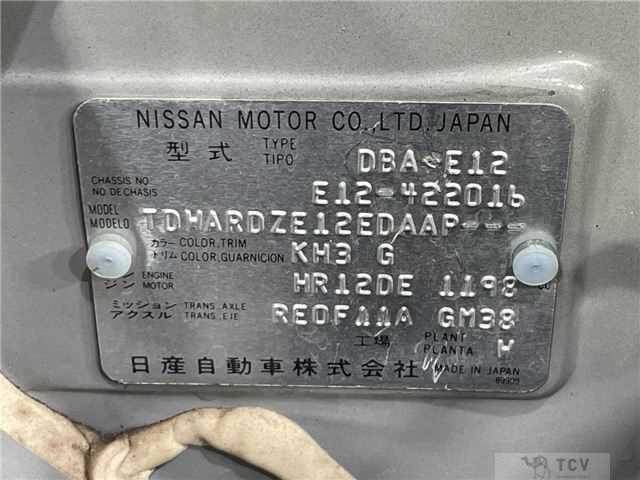 NISSAN MOTOR CO.,LTD.JAPAN
型式 TYPE TIPO DBA-E12
CHASSIS NO. NO DE CHASIS E12-422016
MODEL MODELO TDHARDZE12EDAAP---
カラー COLOR,TRIM トリム COLOR,GUARNICION KH3 G
ジン ENGINE MOTOR HR12DE 1198 CC
ミッション TRANS.,AXLE アクスル TRANS.,EJE RE0F11A GM38
工場 PLANT PLANTA H
日産自動車株式会社 MADE IN JAPAN
89909
TCV